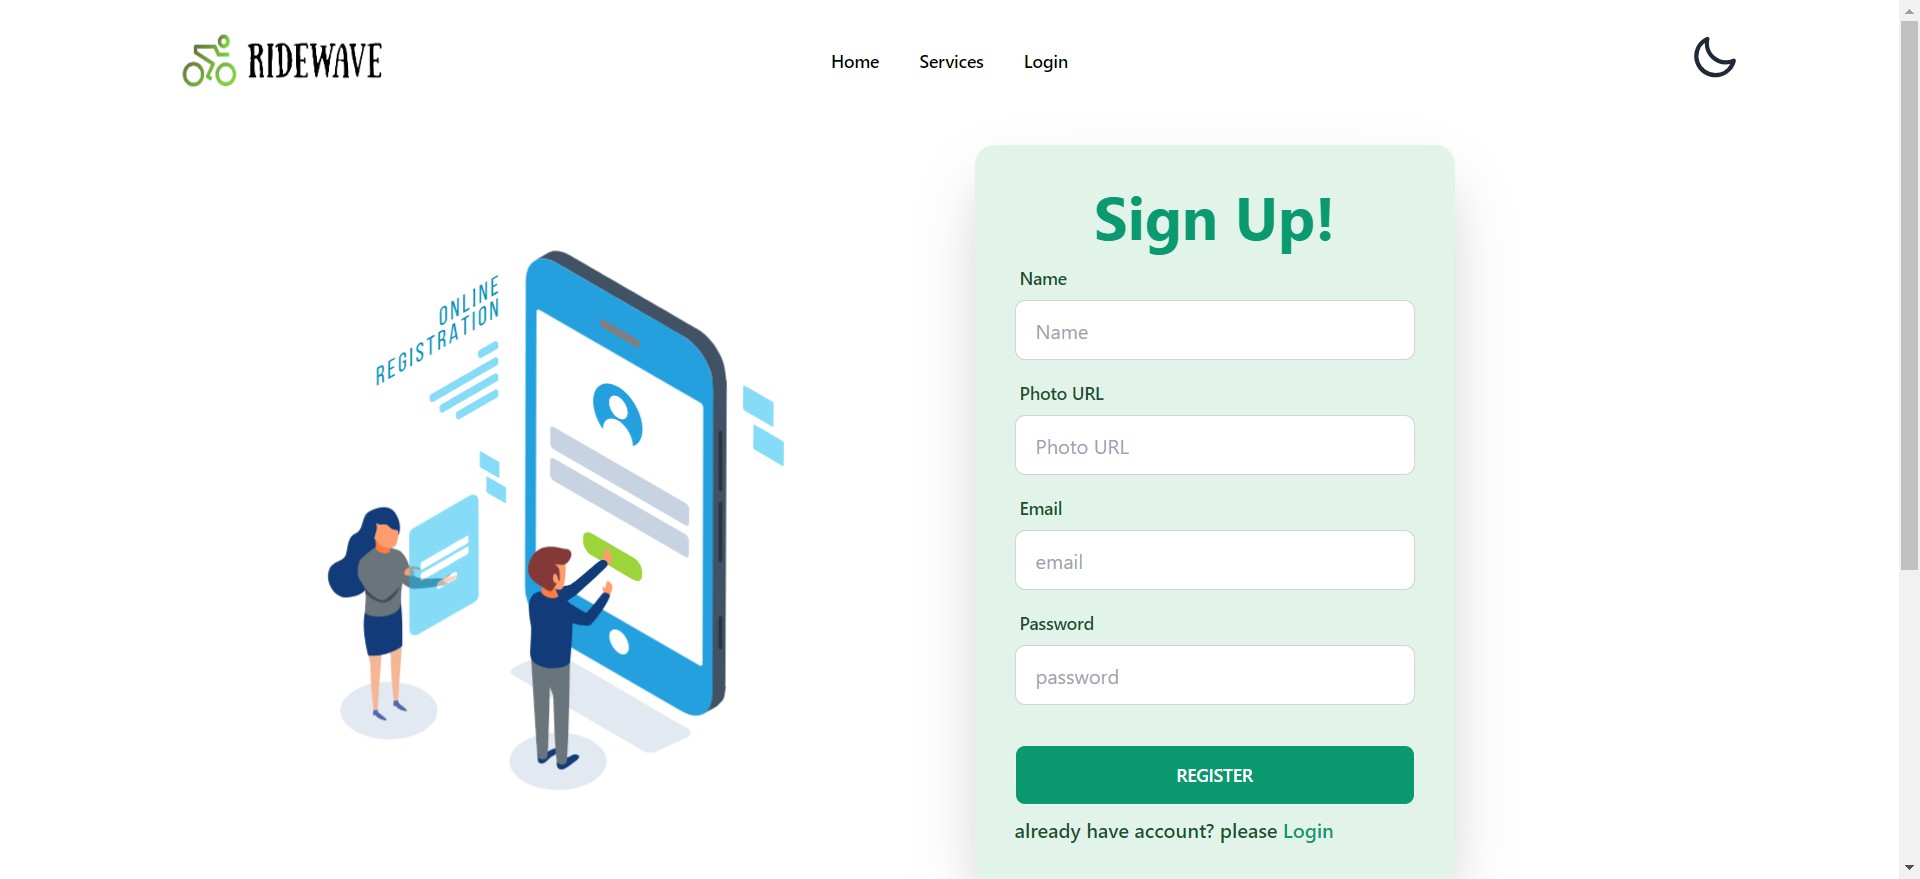 RIDEWAVE
Home
Services
Login
ONLINE
REGISTRATION
Sign Up!
Name
Name
Photo URL
Photo URL
Email
email
Password
password
REGISTER
already have account? please Login